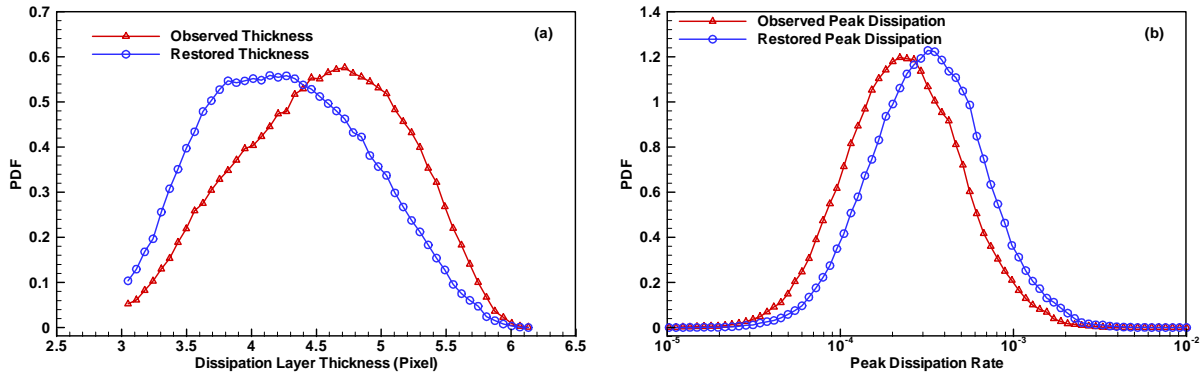 Observed Thickness
Restored Thickness
(a)
PDF
0.7
0.6
0.5
0.4
0.3
0.2
0.1
0
2.5 3 3.5 4 4.5 5 5.5 6 6.5
Dissipation Layer Thickness (Pixel)
Observed Peak Dissipation
Restored Peak Dissipation
(b)
PDF
1.4
1.2
1
0.8
0.6
0.4
0.2
0
10⁻⁵ 10⁻⁴ 10⁻³ 10⁻²
Peak Dissipation Rate